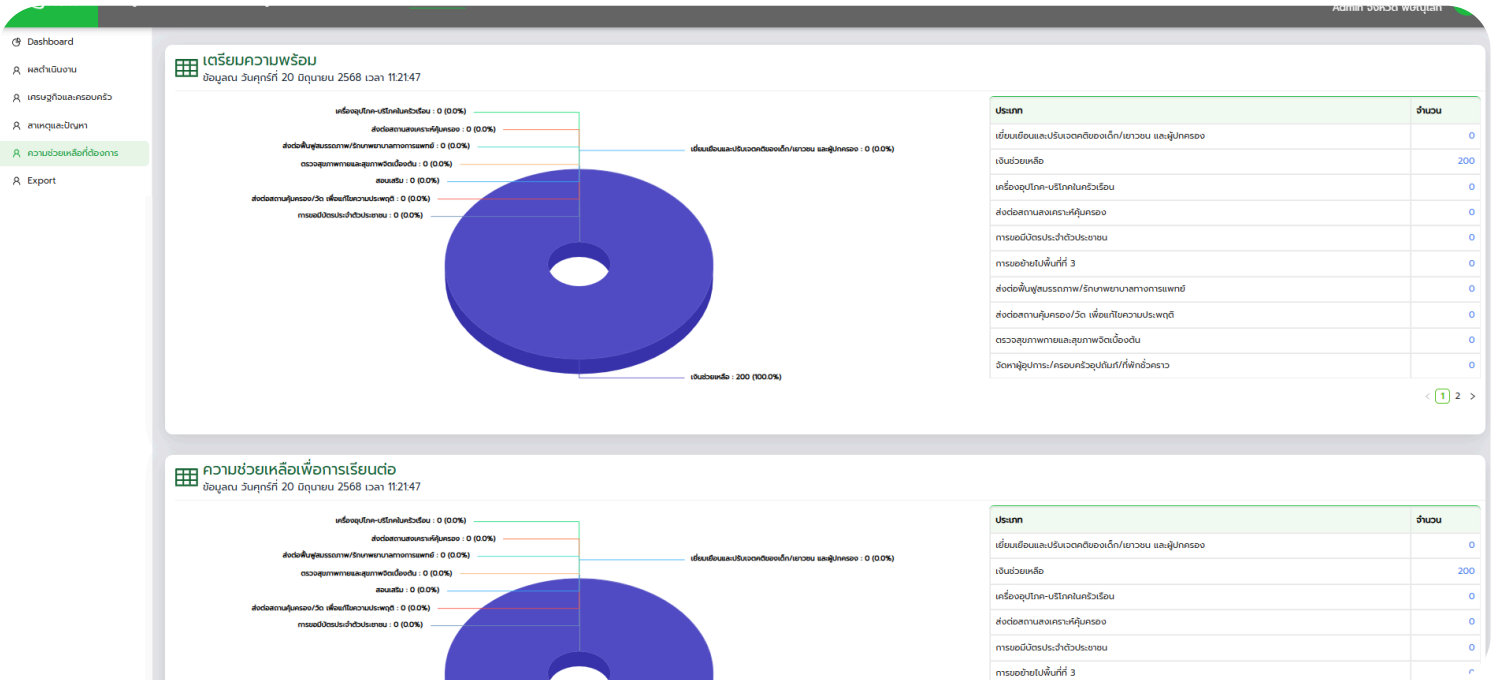 Admin จังหวัด พิษณุโลก
Dashboard
ผลดำเนินงาน
เศรษฐกิจและครอบครัว
สาเหตุและปัญหา
ความช่วยเหลือที่ต้องการ
Export
เตรียมความพร้อม
ข้อมูลณ วันศุกร์ที่ 20 มิถุนายน 2568 เวลา 11:21:47
เครื่องอุปโภค-บริโภคในครัวเรือน : 0 (0.0%)
ส่งต่อสถานสงเคราะห์คุ้มครอง : 0 (0.0%)
ส่งต่อฟื้นฟูสมรรถภาพ/รักษาพยาบาลทางการแพทย์ : 0 (0.0%)
ตรวจสุขภาพกายและสุขภาพจิตเบื้องต้น : 0 (0.0%)
สอนเสริม : 0 (0.0%)
ส่งต่อสถานคุ้มครอง/วัด เพื่อแก้ไขความประพฤติ : 0 (0.0%)
การขอมีบัตรประจำตัวประชาชน : 0 (0.0%)
เยี่ยมเยือนและปรับเจตคติของเด็ก/เยาวชน และผู้ปกครอง : 0 (0.0%)
เงินช่วยเหลือ : 200 (100.0%)
ประเภท จำนวน
เยี่ยมเยือนและปรับเจตคติของเด็ก/เยาวชน และผู้ปกครอง 0
เงินช่วยเหลือ 200
เครื่องอุปโภค-บริโภคในครัวเรือน 0
ส่งต่อสถานสงเคราะห์คุ้มครอง 0
การขอมีบัตรประจำตัวประชาชน 0
การขอย้ายไปพื้นที่ที่ 3 0
ส่งต่อฟื้นฟูสมรรถภาพ/รักษาพยาบาลทางการแพทย์ 0
ส่งต่อสถานคุ้มครอง/วัด เพื่อแก้ไขความประพฤติ 0
ตรวจสุขภาพกายและสุขภาพจิตเบื้องต้น 0
จัดหาผู้อุปการะ/ครอบครัวอุปถัมภ์/ที่พักชั่วคราว 0
< 1 2 >
ความช่วยเหลือเพื่อการเรียนต่อ
ข้อมูลณ วันศุกร์ที่ 20 มิถุนายน 2568 เวลา 11:21:47
เครื่องอุปโภค-บริโภคในครัวเรือน : 0 (0.0%)
ส่งต่อสถานสงเคราะห์คุ้มครอง : 0 (0.0%)
ส่งต่อฟื้นฟูสมรรถภาพ/รักษาพยาบาลทางการแพทย์ : 0 (0.0%)
ตรวจสุขภาพกายและสุขภาพจิตเบื้องต้น : 0 (0.0%)
สอนเสริม : 0 (0.0%)
ส่งต่อสถานคุ้มครอง/วัด เพื่อแก้ไขความประพฤติ : 0 (0.0%)
การขอมีบัตรประจำตัวประชาชน : 0 (0.0%)
เยี่ยมเยือนและปรับเจตคติของเด็ก/เยาวชน และผู้ปกครอง : 0 (0.0%)
ประเภท จำนวน
เยี่ยมเยือนและปรับเจตคติของเด็ก/เยาวชน และผู้ปกครอง 0
เงินช่วยเหลือ 200
เครื่องอุปโภค-บริโภคในครัวเรือน 0
ส่งต่อสถานสงเคราะห์คุ้มครอง 0
การขอมีบัตรประจำตัวประชาชน 0
การขอย้ายไปพื้นที่ที่ 3